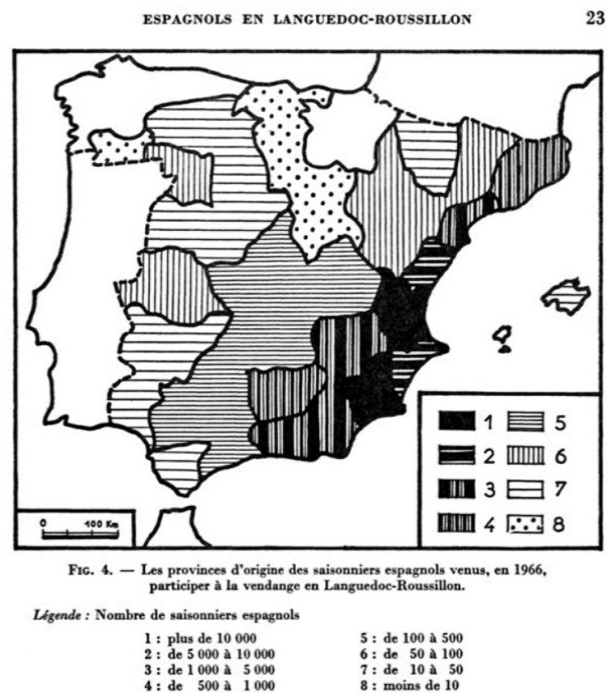 ESPAGNOLS EN LANGUEDOC-ROUSSILLON 23
1 5
2 6
3 7
4 8
0 400 Km
FIG. 4. — Les provinces d'origine des saisonniers espagnols venus, en 1966,
participer à la vendange en Languedoc-Roussillon.
Légende : Nombre de saisonniers espagnols
1 : plus de 10 000 5 : de 100 à 500
2 : de 5 000 à 10 000 6 : de 50 à 100
3 : de 1 000 à 5 000 7 : de 10 à 50
4 : de 500 à 1 000 8 : moins de 10